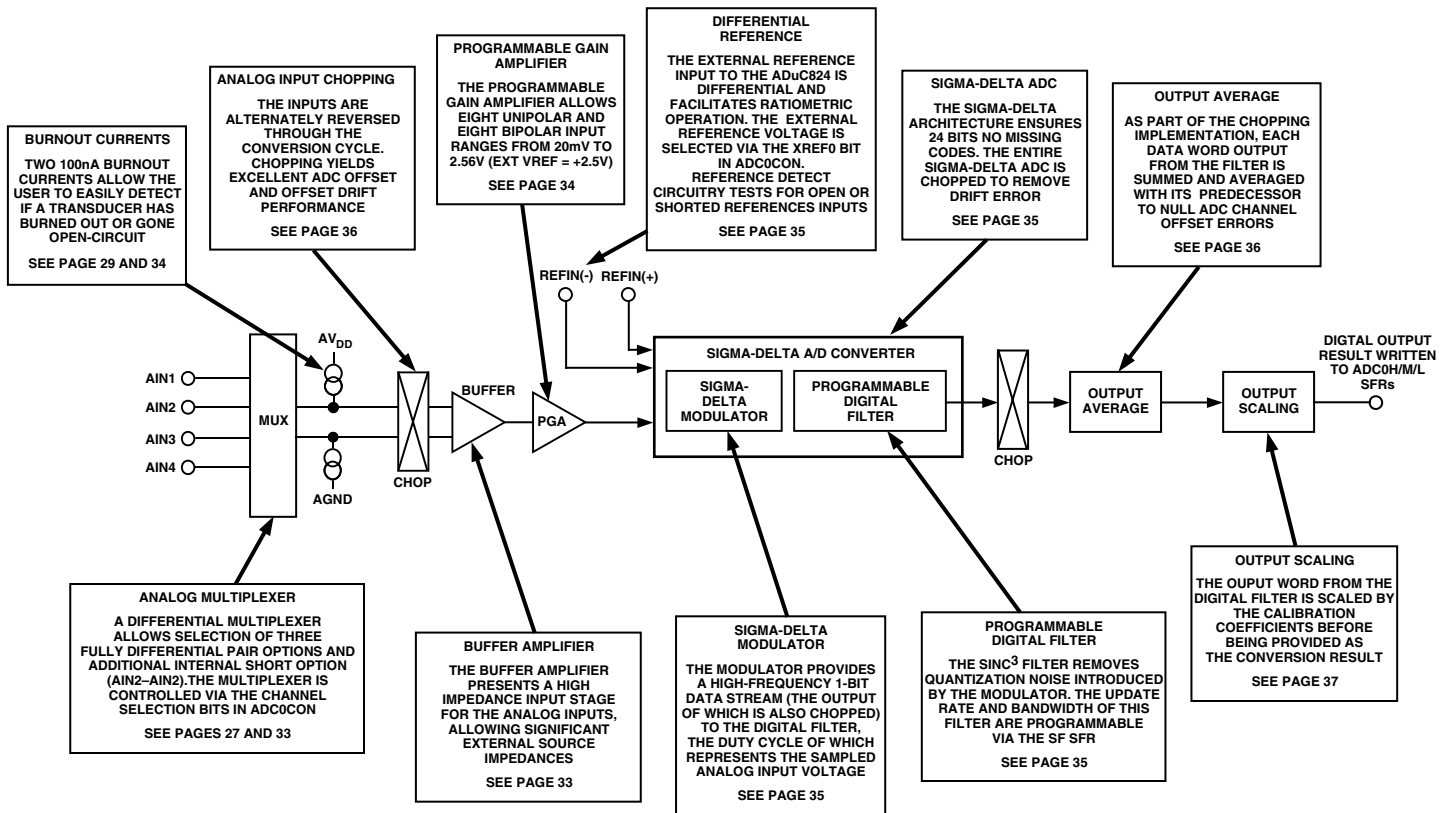 DIFFERENTIAL
REFERENCE
THE EXTERNAL REFERENCE
INPUT TO THE ADuC824 IS
DIFFERENTIAL AND
FACILITATES RATIOMETRIC
OPERATION. THE EXTERNAL
REFERENCE VOLTAGE IS
SELECTED VIA THE XREF0 BIT
IN ADC0CON.
REFERENCE DETECT
CIRCUITRY TESTS FOR OPEN OR
SHORTED REFERENCES INPUTS
SEE PAGE 35
PROGRAMMABLE GAIN
AMPLIFIER
THE PROGRAMMABLE
GAIN AMPLIFIER ALLOWS
EIGHT UNIPOLAR AND
EIGHT BIPOLAR INPUT
RANGES FROM 20mV TO
2.56V (EXT VREF = +2.5V)
SEE PAGE 34
ANALOG INPUT CHOPPING
THE INPUTS ARE
ALTERNATELY REVERSED
THROUGH THE
CONVERSION CYCLE.
CHOPPING YIELDS
EXCELLENT ADC OFFSET
AND OFFSET DRIFT
PERFORMANCE
SEE PAGE 36
SIGMA-DELTA ADC
THE SIGMA-DELTA
ARCHITECTURE ENSURES
24 BITS NO MISSING
CODES. THE ENTIRE
SIGMA-DELTA ADC IS
CHOPPED TO REMOVE
DRIFT ERROR
SEE PAGE 35
OUTPUT AVERAGE
AS PART OF THE CHOPPING
IMPLEMENTATION, EACH
DATA WORD OUTPUT
FROM THE FILTER IS
SUMMED AND AVERAGED
WITH ITS PREDECESSOR
TO NULL ADC CHANNEL
OFFSET ERRORS
SEE PAGE 36
BURNOUT CURRENTS
TWO 100nA BURNOUT
CURRENTS ALLOW THE
USER TO EASILY DETECT
IF A TRANSDUCER HAS
BURNED OUT OR GONE
OPEN-CIRCUIT
SEE PAGE 29 AND 34
REFIN(-) REFIN(+)
AVDD
AIN1
AIN2
AIN3
AIN4
MUX
AGND
CHOP
BUFFER
PGA
SIGMA-DELTA A/D CONVERTER
SIGMA-
DELTA
MODULATOR
PROGRAMMABLE
DIGITAL
FILTER
CHOP
OUTPUT
AVERAGE
OUTPUT
SCALING
DIGTAL OUTPUT
RESULT WRITTEN
TO ADC0H/M/L
SFRs
ANALOG MULTIPLEXER
A DIFFERENTIAL MULTIPLEXER
ALLOWS SELECTION OF THREE
FULLY DIFFERENTIAL PAIR OPTIONS AND
ADDITIONAL INTERNAL SHORT OPTION
(AIN2–AIN2).THE MULTIPLEXER IS
CONTROLLED VIA THE CHANNEL
SELECTION BITS IN ADC0CON
SEE PAGES 27 AND 33
BUFFER AMPLIFIER
THE BUFFER AMPLIFIER
PRESENTS A HIGH
IMPEDANCE INPUT STAGE
FOR THE ANALOG INPUTS,
ALLOWING SIGNIFICANT
EXTERNAL SOURCE
IMPEDANCES
SEE PAGE 33
SIGMA-DELTA
MODULATOR
THE MODULATOR PROVIDES
A HIGH-FREQUENCY 1-BIT
DATA STREAM (THE OUTPUT
OF WHICH IS ALSO CHOPPED)
TO THE DIGITAL FILTER,
THE DUTY CYCLE OF WHICH
REPRESENTS THE SAMPLED
ANALOG INPUT VOLTAGE
SEE PAGE 35
PROGRAMMABLE
DIGITAL FILTER
THE SINC3 FILTER REMOVES
QUANTIZATION NOISE INTRODUCED
BY THE MODULATOR. THE UPDATE
RATE AND BANDWIDTH OF THIS
FILTER ARE PROGRAMMABLE
VIA THE SF SFR
SEE PAGE 35
OUTPUT SCALING
THE OUPUT WORD FROM THE
DIGITAL FILTER IS SCALED BY
THE CALIBRATION
COEFFICIENTS BEFORE
BEING PROVIDED AS
THE CONVERSION RESULT
SEE PAGE 37